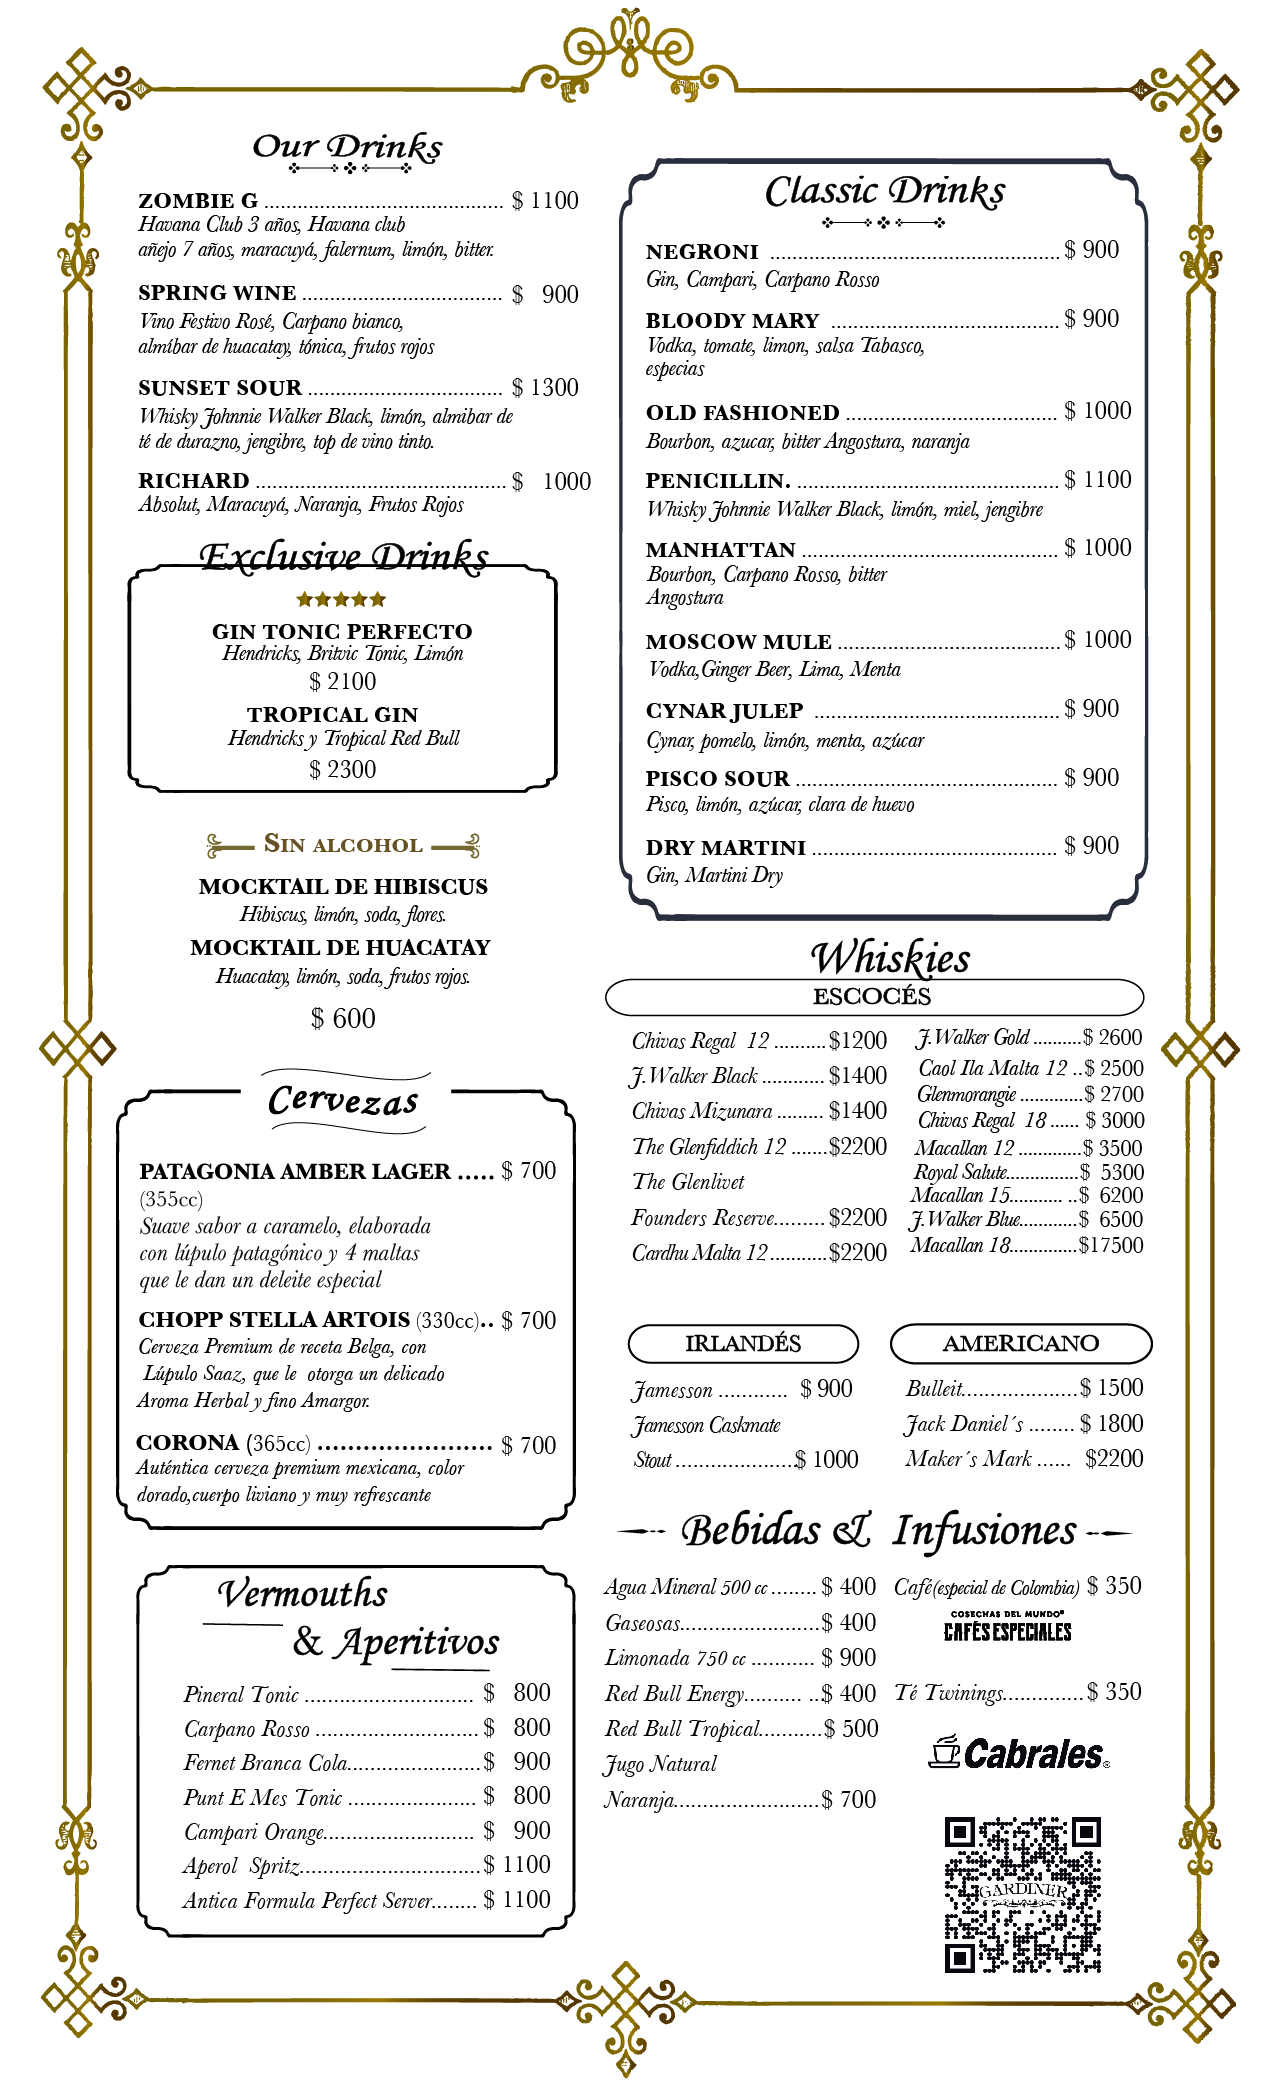 Our Drinks
ZOMBIE G .......................................... $ 1100
Havana Club 3 años, Havana club
añejo 7 años, maracuyá, falernum, limón, bitter.
SPRING WINE ................................... $ 900
Vino Festivo Rosé, Carpano bianco,
almíbar de huacatay, tónica, frutos rojos
SUNSET SOUR .................................. $ 1300
Whisky Johnnie Walker Black, limón, almibar de
té de durazno, jengibre, top de vino tinto.
RICHARD ............................................ $ 1000
Absolut, Maracuyá, Naranja, Frutos Rojos
Exclusive Drinks
GIN TONIC PERFECTO
Hendricks, Britvic Tonic, Limón
$ 2100
TROPICAL GIN
Hendricks y Tropical Red Bull
$ 2300
SIN ALCOHOL
MOCKTAIL DE HIBISCUS
Hibiscus, limón, soda, flores.
MOCKTAIL DE HUACATAY
Huacatay, limón, soda, frutos rojos.
$ 600
Cervezas
PATAGONIA AMBER LAGER ..... $ 700
(355cc)
Suave sabor a caramelo, elaborada
con lúpulo patagónico y 4 maltas
que le dan un deleite especial
CHOPP STELLA ARTOIS (330cc).. $ 700
Cerveza Premium de receta Belga, con
Lúpulo Saaz, que le otorga un delicado
Aroma Herbal y fino Amargor.
CORONA (365cc) ....................... $ 700
Auténtica cerveza premium mexicana, color
dorado,cuerpo liviano y muy refrescante
Vermouths
& Aperitivos
Pineral Tonic ............................. $ 800
Carpano Rosso ............................ $ 800
Fernet Branca Cola....................... $ 900
Punt E Mes Tonic ...................... $ 800
Campari Orange.......................... $ 900
Aperol Spritz............................... $ 1100
Antica Formula Perfect Server........ $ 1100
Classic Drinks
NEGRONI .................................................. $ 900
Gin, Campari, Carpano Rosso
BLOODY MARY ........................................ $ 900
Vodka, tomate, limon, salsa Tabasco,
especias
OLD FASHIONED ..................................... $ 1000
Bourbon, azucar, bitter Angostura, naranja
PENICILLIN. .............................................. $ 1100
Whisky Johnnie Walker Black, limón, miel, jengibre
MANHATTAN ............................................. $ 1000
Bourbon, Carpano Rosso, bitter
Angostura
MOSCOW MULE ....................................... $ 1000
Vodka,Ginger Beer, Lima, Menta
CYNAR JULEP ........................................... $ 900
Cynar, pomelo, limón, menta, azúcar
PISCO SOUR .............................................. $ 900
Pisco, limón, azúcar, clara de huevo
DRY MARTINI ........................................... $ 900
Gin, Martini Dry
Whiskies
ESCOCÉS
Chivas Regal 12 .........$1200
J.Walker Black ........... $1400
Chivas Mizunara ........ $1400
The Glenfiddich 12 .......$2200
The Glenlivet
Founders Reserve......... $2200
Cardhu Malta 12 ..........$2200
J.Walker Gold ..........$ 2600
Caol Ila Malta 12 ..$ 2500
Glenmorangie .............$ 2700
Chivas Regal 18 ...... $ 3000
Macallan 12 .............$ 3500
Royal Salute...............$ 5300
Macallan 15........... ..$ 6200
J.Walker Blue............$ 6500
Macallan 18..............$17500
IRLANDÉS
Jamesson ............ $ 900
Jamesson Caskmate
Stout .....................$ 1000
AMERICANO
Bulleit....................$ 1500
Jack Daniel´s ........ $ 1800
Maker´s Mark ...... $2200
Bebidas & Infusiones
Agua Mineral 500 cc ........ $ 400
Gaseosas........................$ 400
Limonada 750 cc ........... $ 900
Red Bull Energy.......... ..$ 400
Red Bull Tropical...........$ 500
Jugo Natural
Naranja.........................$ 700
Café(especial de Colombia) $ 350
COSECHAS DEL MUNDO®
CAFÉS ESPECIALES
Té Twinings..............$ 350
Cabrales®
GARDINER